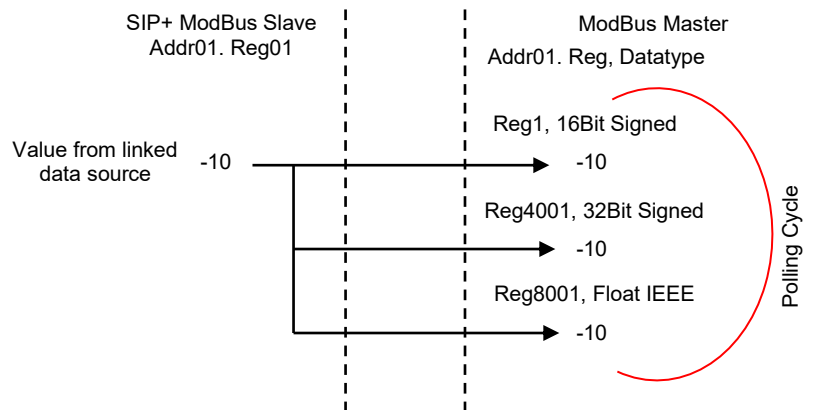 SIP+ ModBus Slave
Addr01. Reg01
ModBus Master
Addr01. Reg, Datatype
Value from linked
data source
-10
Reg1, 16Bit Signed
-10
Reg4001, 32Bit Signed
-10
Reg8001, Float IEEE
-10
Polling Cycle